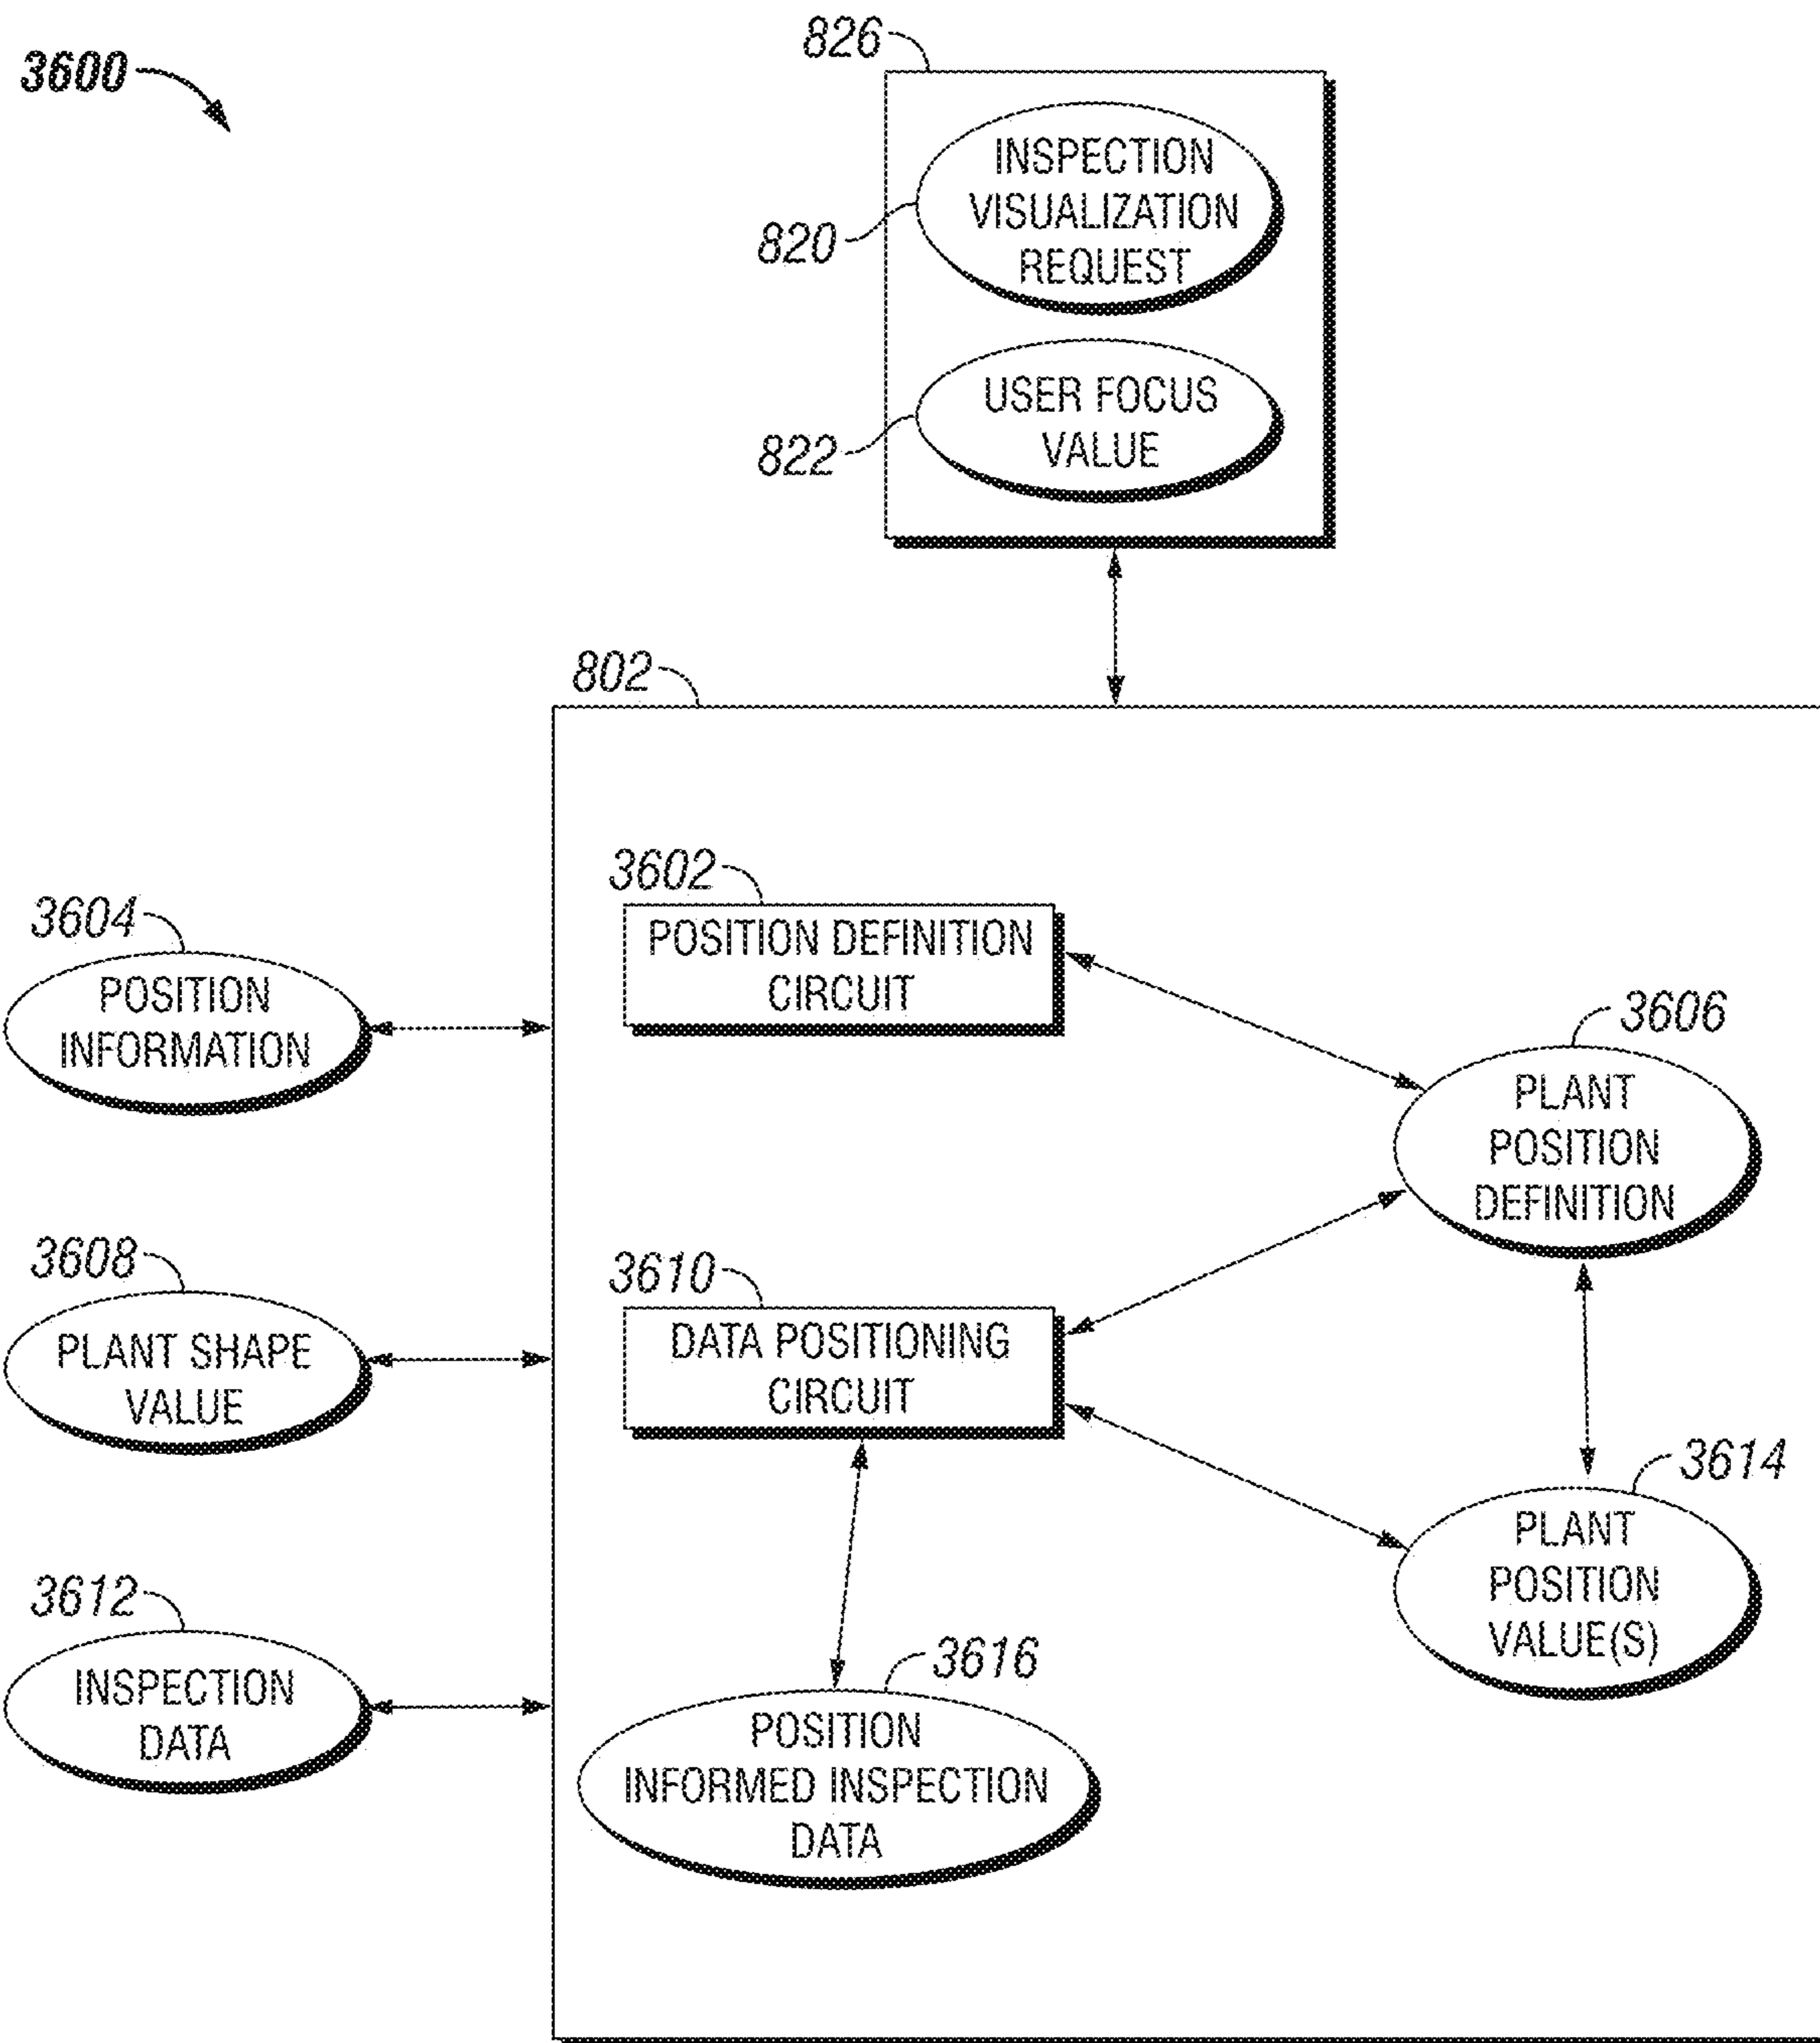 3600
826
INSPECTION
VISUALIZATION
REQUEST
820
USER FOCUS
VALUE
822
802
3602
POSITION DEFINITION
CIRCUIT
3604
POSITION
INFORMATION
3606
PLANT
POSITION
DEFINITION
3608
PLANT SHAPE
VALUE
3610
DATA POSITIONING
CIRCUIT
3614
PLANT
POSITION
VALUE(S)
3612
INSPECTION
DATA
3616
POSITION
INFORMED INSPECTION
DATA